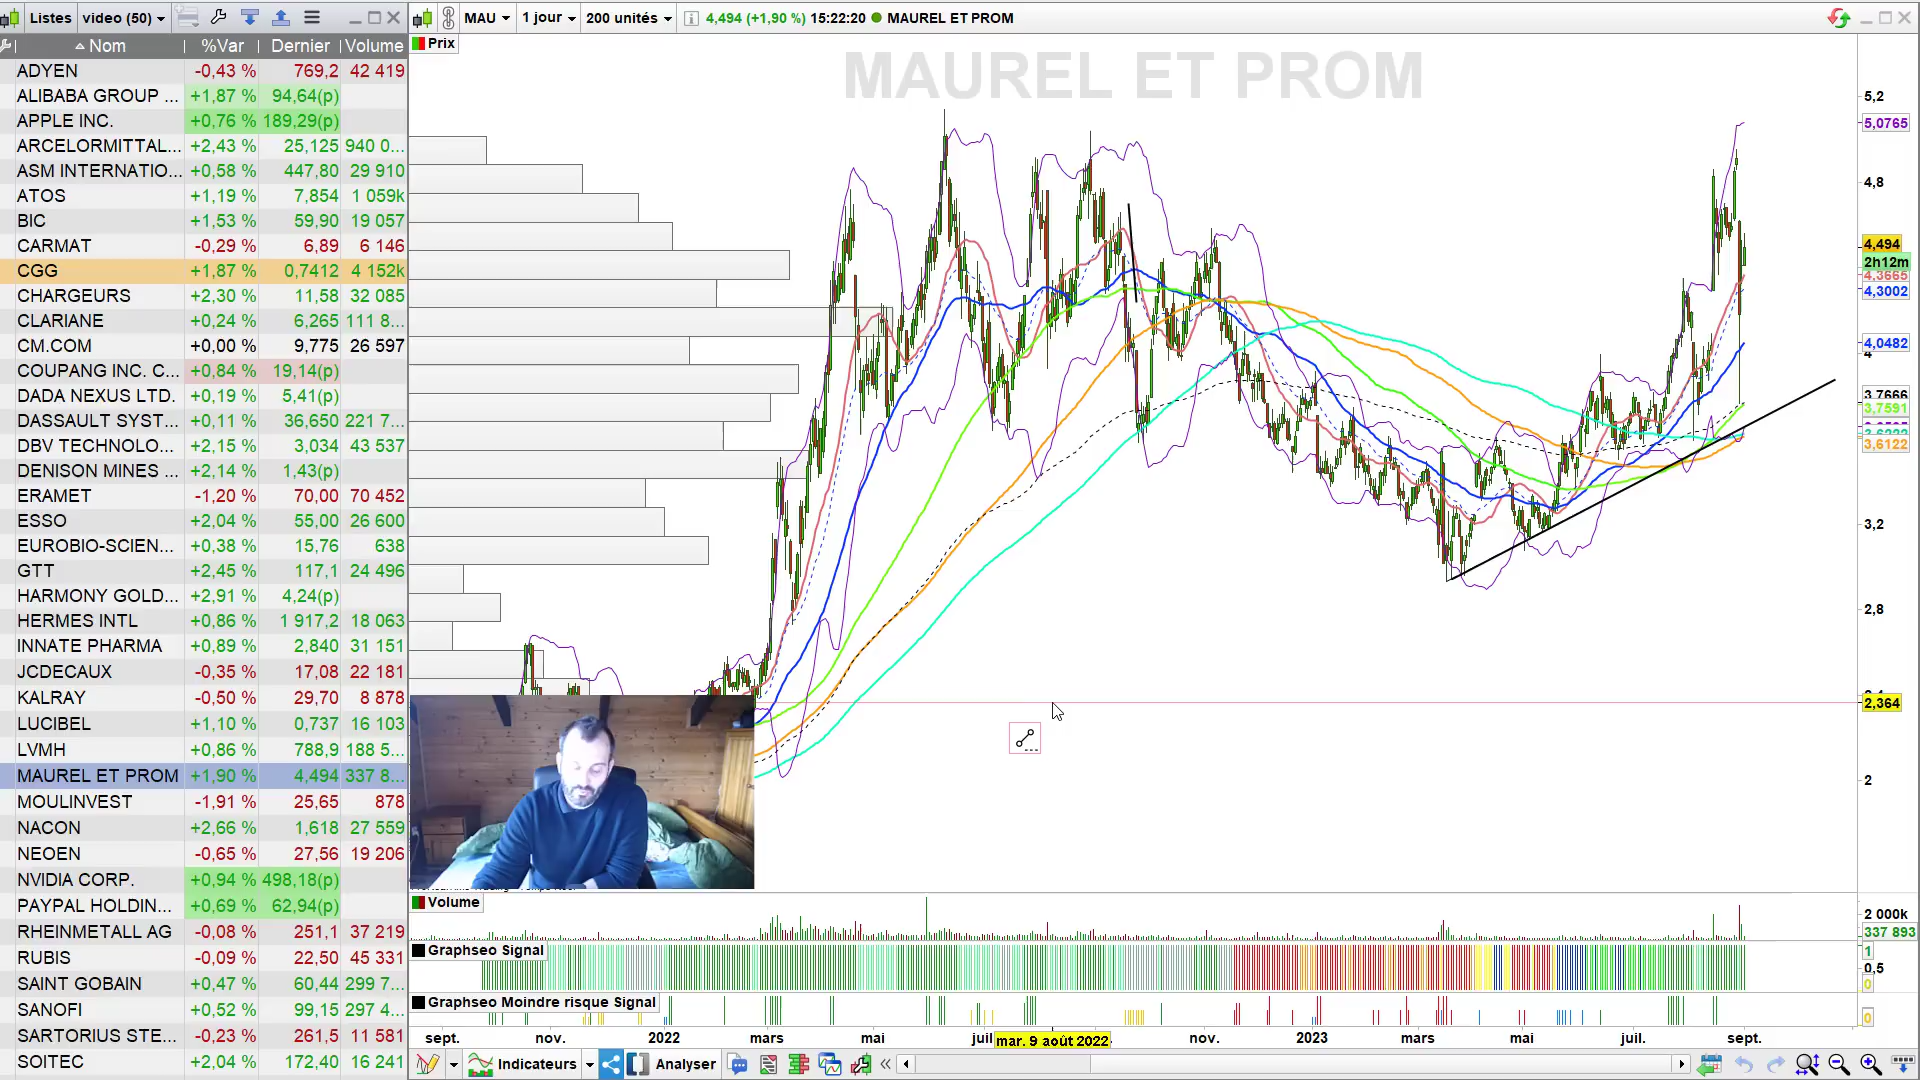 Listes video (50)
MAU 1 jour 200 unités 4,494 (+1,90 %) 15:22:20 MAUREL ET PROM
Nom %Var Dernier Volume
ADYEN -0,43 % 769,2 42 419
ALIBABA GROUP ... +1,87 % 94,64(p)
APPLE INC. +0,76 % 189,29(p)
ARCELORMITTAL... +2,43 % 25,125 940 0...
ASM INTERNATIO... +0,58 % 447,80 29 910
ATOS +1,19 % 7,854 1 059k
BIC +1,53 % 59,90 19 057
CARMAT -0,29 % 6,89 6 146
CGG +1,87 % 0,7412 4 152k
CHARGEURS +2,30 % 11,58 32 085
CLARIANE +0,24 % 6,265 111 8...
CM.COM +0,00 % 9,775 26 597
COUPANG INC. C... +0,84 % 19,14(p)
DADA NEXUS LTD. +0,19 % 5,41(p)
DASSAULT SYST... +0,11 % 36,650 221 7...
DBV TECHNOLO... +2,15 % 3,034 43 537
DENISON MINES ... +2,14 % 1,43(p)
ERAMET -1,20 % 70,00 70 452
ESSO +2,04 % 55,00 26 600
EUROBIO-SCIEN... +0,38 % 15,76 638
GTT +2,45 % 117,1 24 496
HARMONY GOLD... +2,91 % 4,24(p)
HERMES INTL +0,86 % 1 917,2 18 063
INNATE PHARMA +0,89 % 2,840 31 151
JCDECAUX -0,35 % 17,08 22 181
KALRAY -0,50 % 29,70 8 878
LUCIBEL +1,10 % 0,737 16 103
LVMH +0,86 % 788,9 188 5...
MAUREL ET PROM +1,90 % 4,494 337 8...
MOULINVEST -1,91 % 25,65 878
NACON +2,66 % 1,618 27 559
NEOEN -0,65 % 27,56 19 206
NVIDIA CORP. +0,94 % 498,18(p)
PAYPAL HOLDIN... +0,69 % 62,94(p)
RHEINMETALL AG -0,08 % 251,1 37 219
RUBIS -0,09 % 22,50 45 331
SAINT GOBAIN +0,47 % 60,44 299 7...
SANOFI +0,52 % 99,15 297 4...
SARTORIUS STE... -0,23 % 261,5 11 581
SOITEC +2,04 % 172,40 16 241
Prix
MAUREL ET PROM
5,2
5,0765
4,8
4,494
2h12m
4,3665
4,3002
4,0482
4
3,7666
3,7591
3,6122
3,2
2,8
2,364
2
Volume
2 000k
337 893
Graphseo Signal
1
0,5
0
Graphseo Moindre risque Signal
0
sept. nov. 2022 mars mai juil mar. 9 août 2022 nov. 2023 mars mai juil. sept.
Indicateurs Analyser